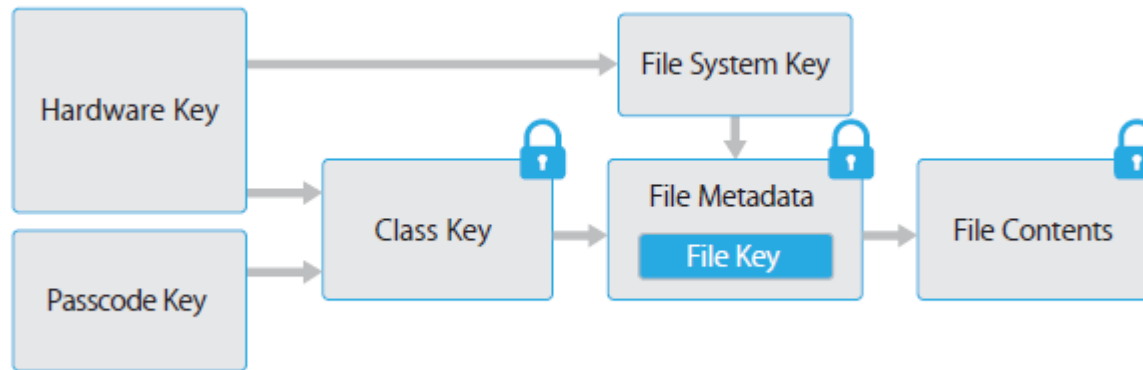 Hardware Key
File System Key
Class Key
File Metadata
File Key
File Contents
Passcode Key